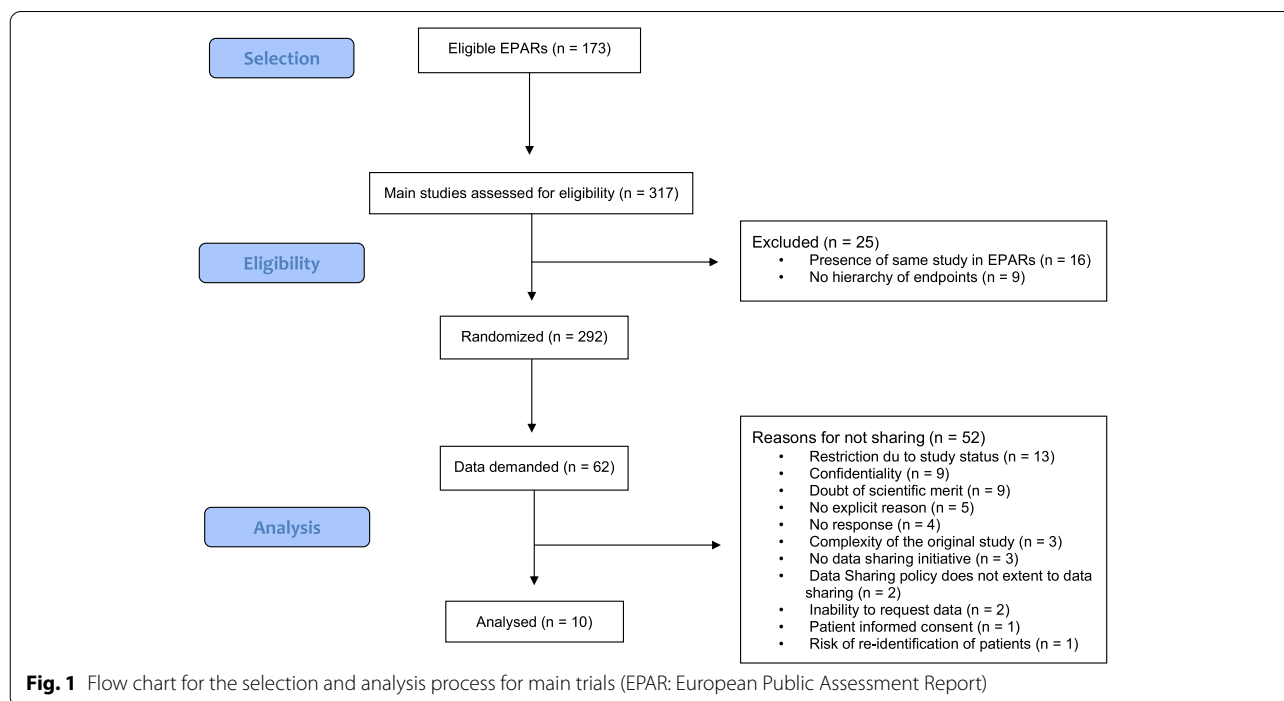 Selection
Eligible EPARs (n = 173)
Main studies assessed for eligibility (n = 317)
Eligibility
Excluded (n = 25)
• Presence of same study in EPARs (n = 16)
• No hierarchy of endpoints (n = 9)
Randomized (n = 292)
Data demanded (n = 62)
Reasons for not sharing (n = 52)
• Restriction du to study status (n = 13)
• Confidentiality (n = 9)
• Doubt of scientific merit (n = 9)
• No explicit reason (n = 5)
• No response (n = 4)
• Complexity of the original study (n = 3)
• No data sharing initiative (n = 3)
• Data Sharing policy does not extent to data
sharing (n = 2)
• Inability to request data (n = 2)
• Patient informed consent (n = 1)
• Risk of re-identification of patients (n = 1)
Analysis
Analysed (n = 10)
Fig. 1 Flow chart for the selection and analysis process for main trials (EPAR: European Public Assessment Report)